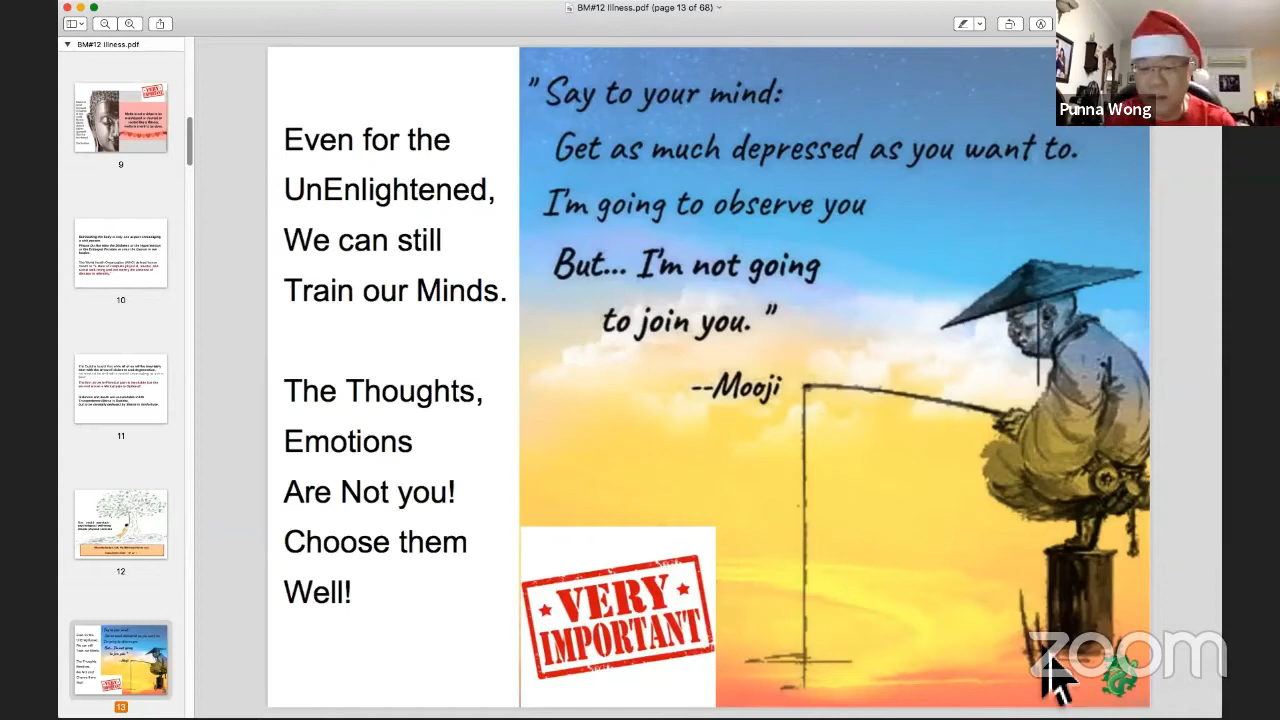 BM#12 Illness.pdf (page 13 of 68)
BM#12 Illness.pdf
9
10
11
12
13
Even for the
UnEnlightened,
We can still
Train our Minds.
The Thoughts,
Emotions
Are Not you!
Choose them
Well!
" Say to your mind:
Get as much depressed as you want to.
I'm going to observe you
But... I'm not going
to join you. "
--Mooji
VERY
IMPORTANT
Punna Wong
zoom